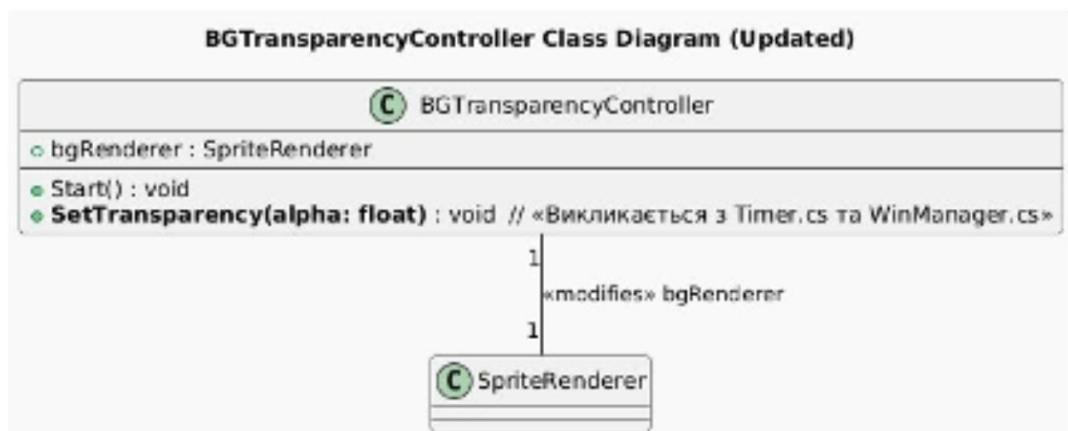 BGTransparencyController Class Diagram (Updated)
C BGTransparencyController
bgRenderer : SpriteRenderer
Start() : void
SetTransparency(alpha: float) : void // «Викликається з Timer.cs та WinManager.cs»
1
«modifies» bgRenderer
1
C SpriteRenderer